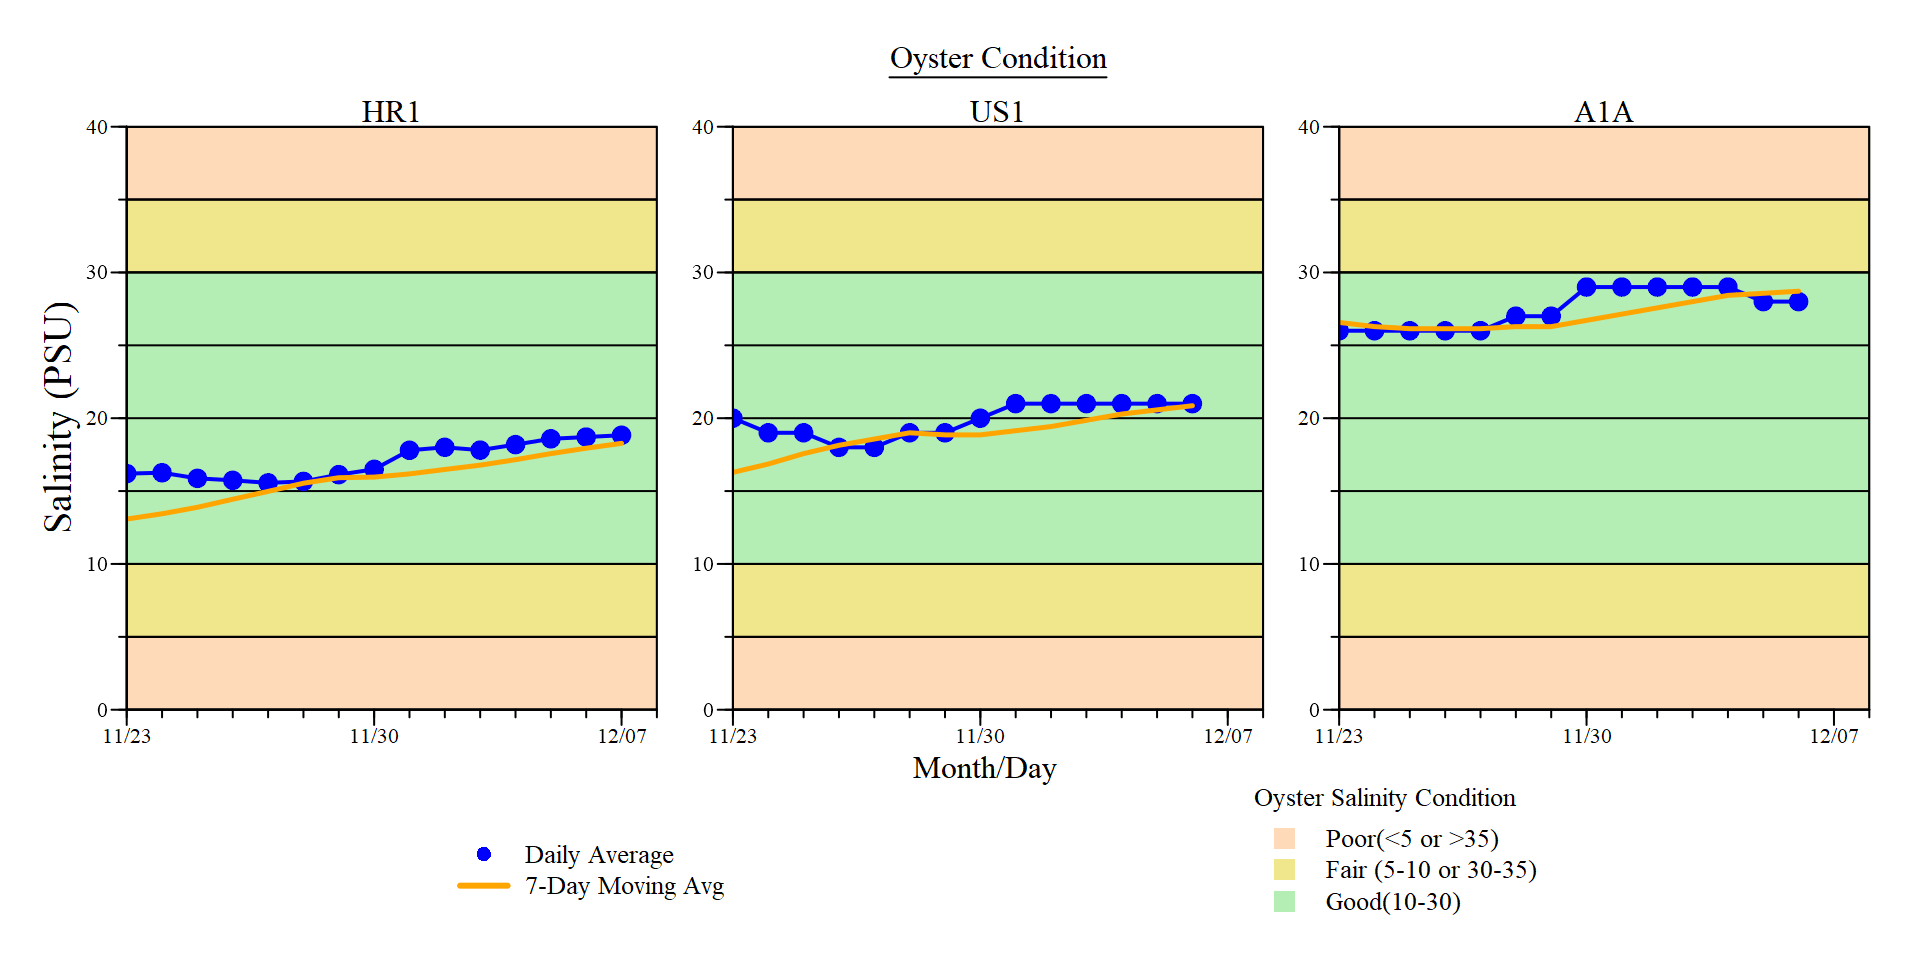 Oyster Condition
HR1
US1
A1A
Salinity (PSU)
40
30
20
10
0
11/23
11/30
12/07
40
30
20
10
0
11/23
11/30
12/07
40
30
20
10
0
11/23
11/30
12/07
Month/Day
Daily Average
7-Day Moving Avg
Oyster Salinity Condition
Poor(<5 or >35)
Fair (5-10 or 30-35)
Good(10-30)